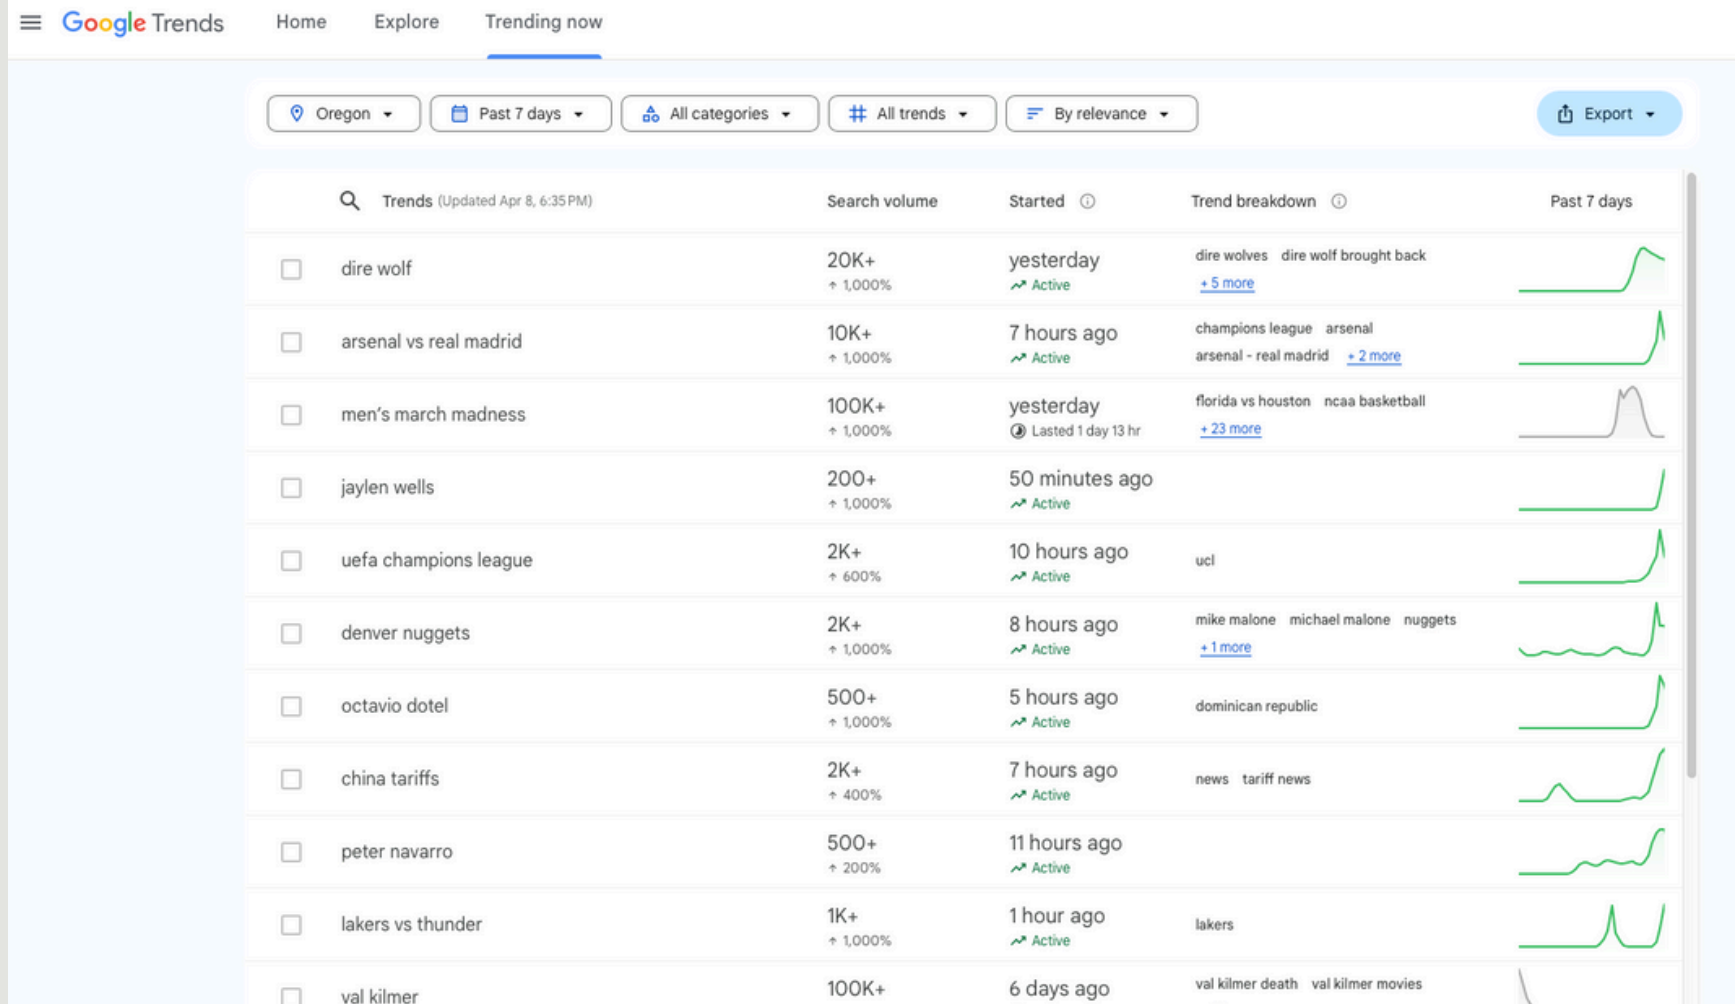 Google Trends Home Explore Trending now
Oregon Past 7 days All categories All trends By relevance Export
Trends (Updated Apr 8, 6:35 PM) Search volume Started Trend breakdown Past 7 days
dire wolf 20K+ yesterday dire wolves dire wolf brought back
↑ 1,000% Active + 5 more
arsenal vs real madrid 10K+ 7 hours ago champions league arsenal
↑ 1,000% Active arsenal - real madrid + 2 more
men's march madness 100K+ yesterday florida vs houston ncaa basketball
↑ 1,000% Lasted 1 day 13 hr + 23 more
jaylen wells 200+ 50 minutes ago
↑ 1,000% Active
uefa champions league 2K+ 10 hours ago ucl
↑ 600% Active
denver nuggets 2K+ 8 hours ago mike malone michael malone nuggets
↑ 1,000% Active + 1 more
octavio dotel 500+ 5 hours ago dominican republic
↑ 1,000% Active
china tariffs 2K+ 7 hours ago news tariff news
↑ 400% Active
peter navarro 500+ 11 hours ago
↑ 200% Active
lakers vs thunder 1K+ 1 hour ago lakers
↑ 1,000% Active
val kilmer 100K+ 6 days ago val kilmer death val kilmer movies